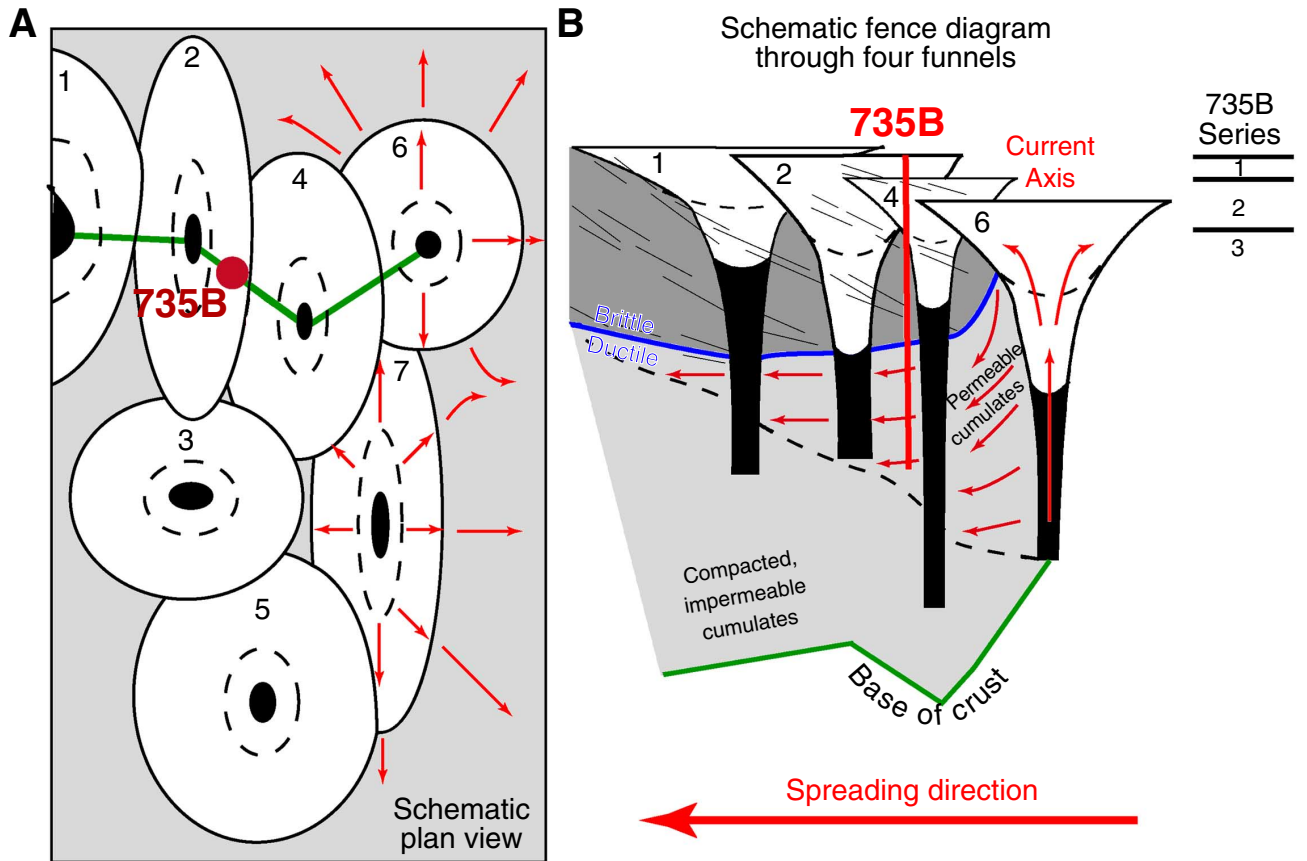 A
1
2
4
6
735B
7
3
5
Schematic
plan view
B
Schematic fence diagram
through four funnels
735B
Current
Axis
1
2
4
6
Brittle
Ductile
Permeable
cumulates
Compacted,
impermeable
cumulates
Base of crust
Spreading direction
735B
Series
1
2
3